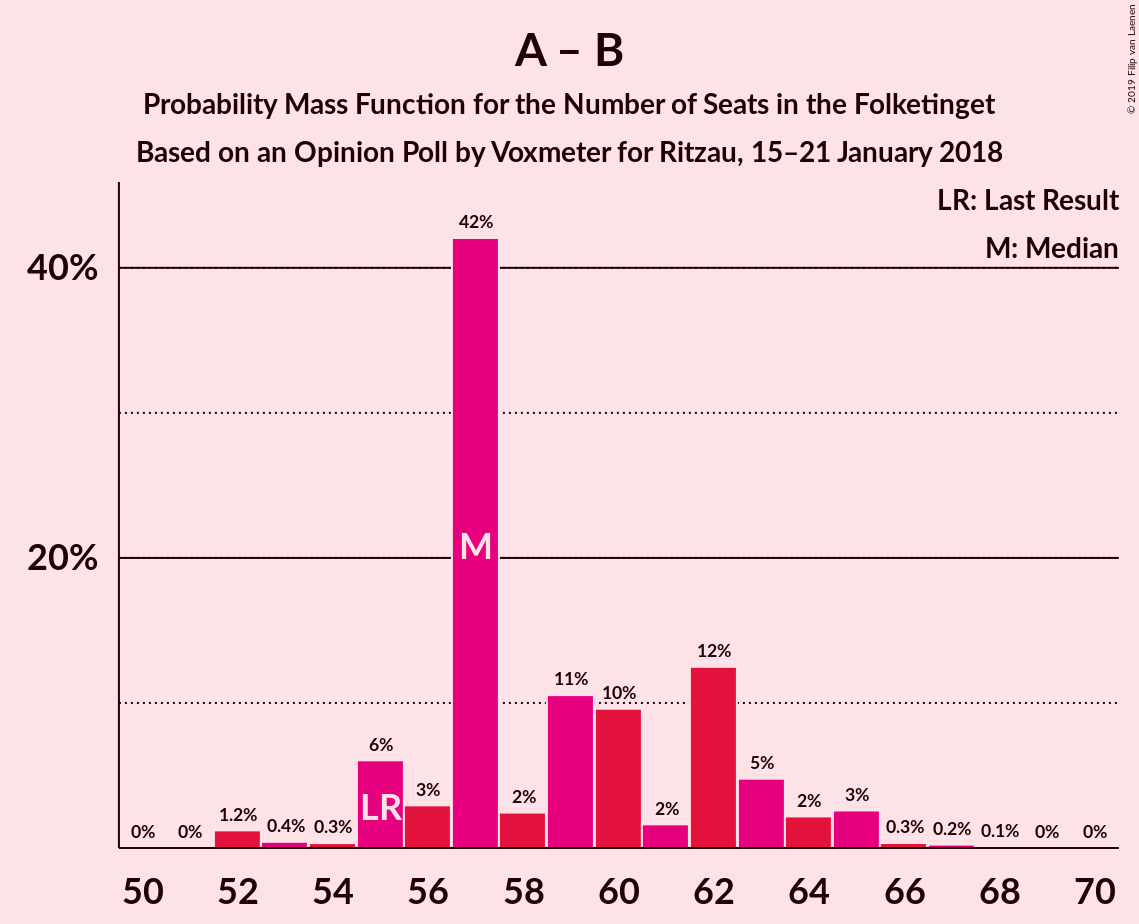 A – B
Probability Mass Function for the Number of Seats in the Folketinget
Based on an Opinion Poll by Voxmeter for Ritzau, 15–21 January 2018
© 2019 Filip van Laenen
LR: Last Result
M: Median
40%
20%
0% 0% 1.2% 0.4% 0.3% 6% 3% 42% 2% 11% 10% 2% 12% 5% 2% 3% 0.3% 0.2% 0.1% 0% 0%
LR M
50 52 54 56 58 60 62 64 66 68 70